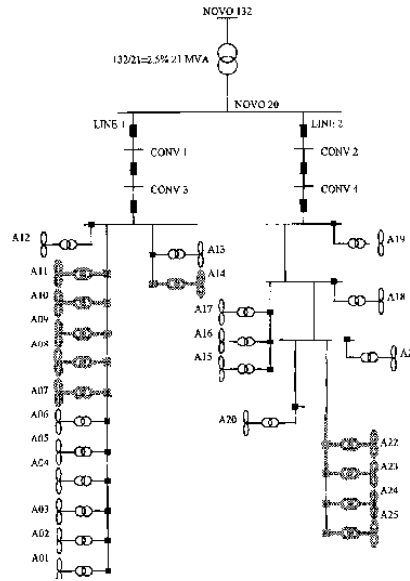 NOVO 132
132/21=2.5% 21 MVA
NOVO 20
LINE 1
LINE 2
CONV 1
CONV 2
CONV 3
CONV 4
A12
A13
A19
A11
A14
A10
A18
A09
A17
A08
A16
A15
A07
A06
A20
A05
A22
A04
A23
A24
A03
A25
A02
A01